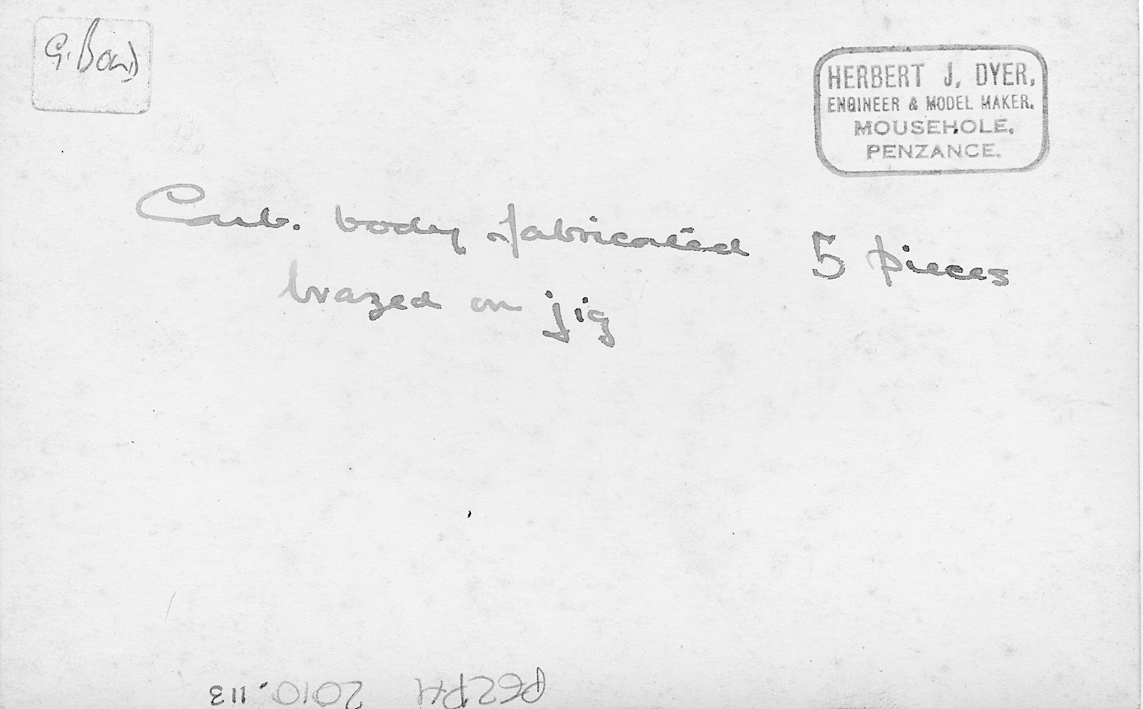 G. Bond
HERBERT J. DYER,
ENGINEER & MODEL MAKER.
MOUSEHOLE,
PENZANCE.
Carb. body fabricated 5 pieces
brazed on jig
PEZPH 2010.113